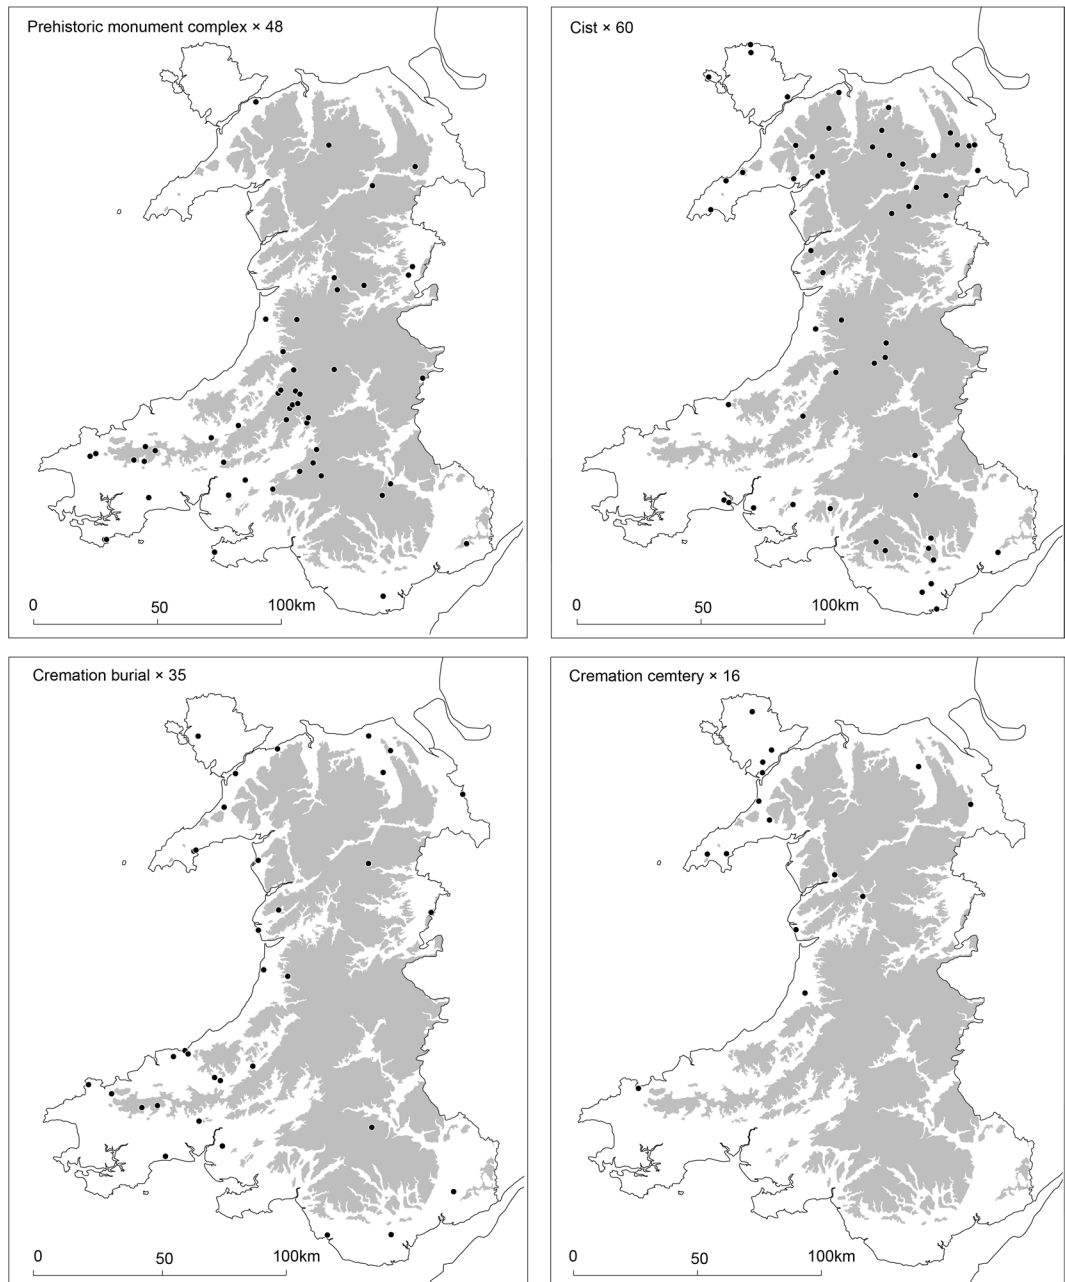 Prehistoric monument complex × 48
0
50
100km
Cist × 60
0
50
100km
Cremation burial × 35
0
50
100km
Cremation cemtery × 16
0
50
100km